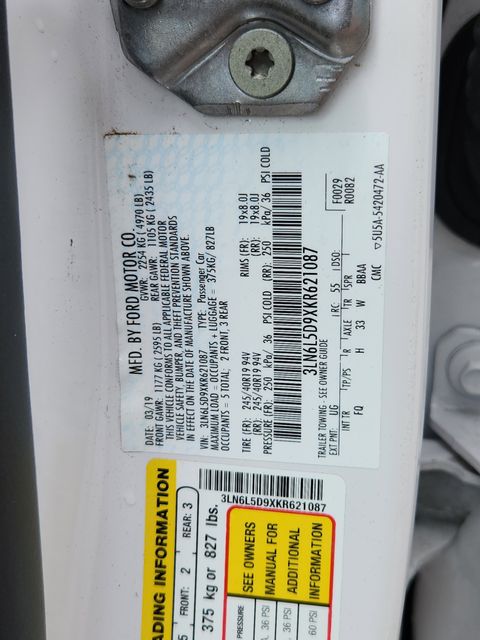 MFD. BY FORD MOTOR CO.
DATE: 03/19 GVWR: 2254 KG ( 4970 LB)
FRONT GAWR: 1177 KG ( 2595 LB) REAR GAWR: 1105 KG ( 2435 LB)
THIS VEHICLE CONFORMS TO ALL APPLICABLE FEDERAL MOTOR
VEHICLE SAFETY, BUMPER, AND THEFT PREVENTION STANDARDS
IN EFFECT ON THE DATE OF MANUFACTURE SHOWN ABOVE.
VIN: 3LN6L5D9XKR621087 TYPE: Passenger Car
MAXIMUM LOAD= OCCUPANTS + LUGGAGE = 375KG/ 827LB
OCCUPANTS = 5 TOTAL, 2 FRONT, 3 REAR
TIRE (FR): 245/40R19 94V RIMS (FR): 19x8.0J
(RR): 245/40R19 94V (RR): 19x8.0J
PRESSURE (FR): 250 kPa/ 36 PSI COLD (RR): 250 kPa/ 36 PSI COLD
3LN6L5D9XKR621087
F0029
R0082
TRAILER TOWING - SEE OWNER GUIDE
EXT PNT: UG RC: 55 DSO:
INT TR TP/PS R AXLE TR SPR
FQ H 33 W BBAA
CMC 5U5A-5420472-AA
3LN6L5D9XKR621087
ADING INFORMATION
5 FRONT: 2 REAR: 3
375 kg or 827 lbs.
PRESSURE
A, 36 PSI
36 PSI
60 PSI
SEE OWNERS
MANUAL FOR
ADDITIONAL
INFORMATION